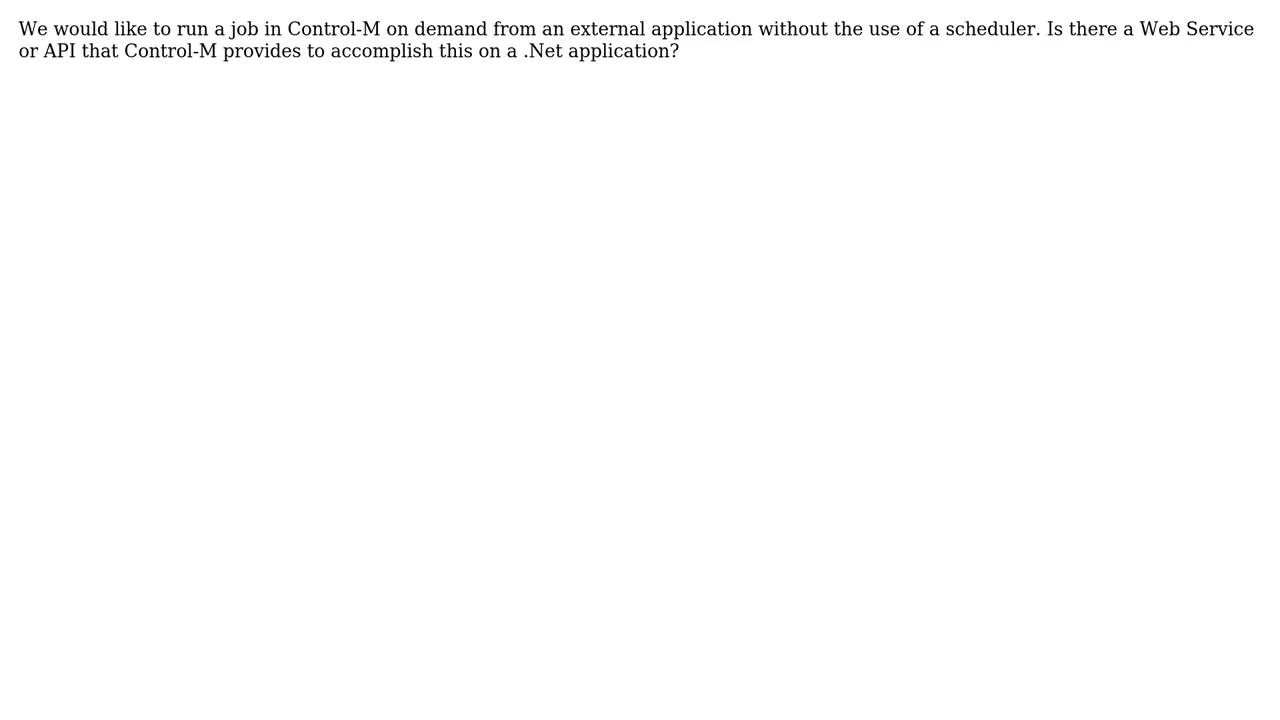 We would like to run a job in Control-M on demand from an external application without the use of a scheduler. Is there a Web Service
or API that Control-M provides to accomplish this on a .Net application?